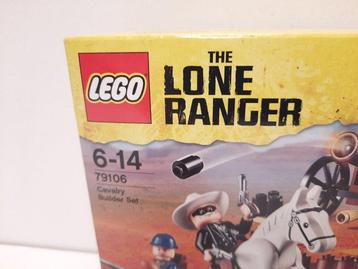 LEGO
THE
LONE
RANGER
6-14
79106
Cavalry
Builder Set